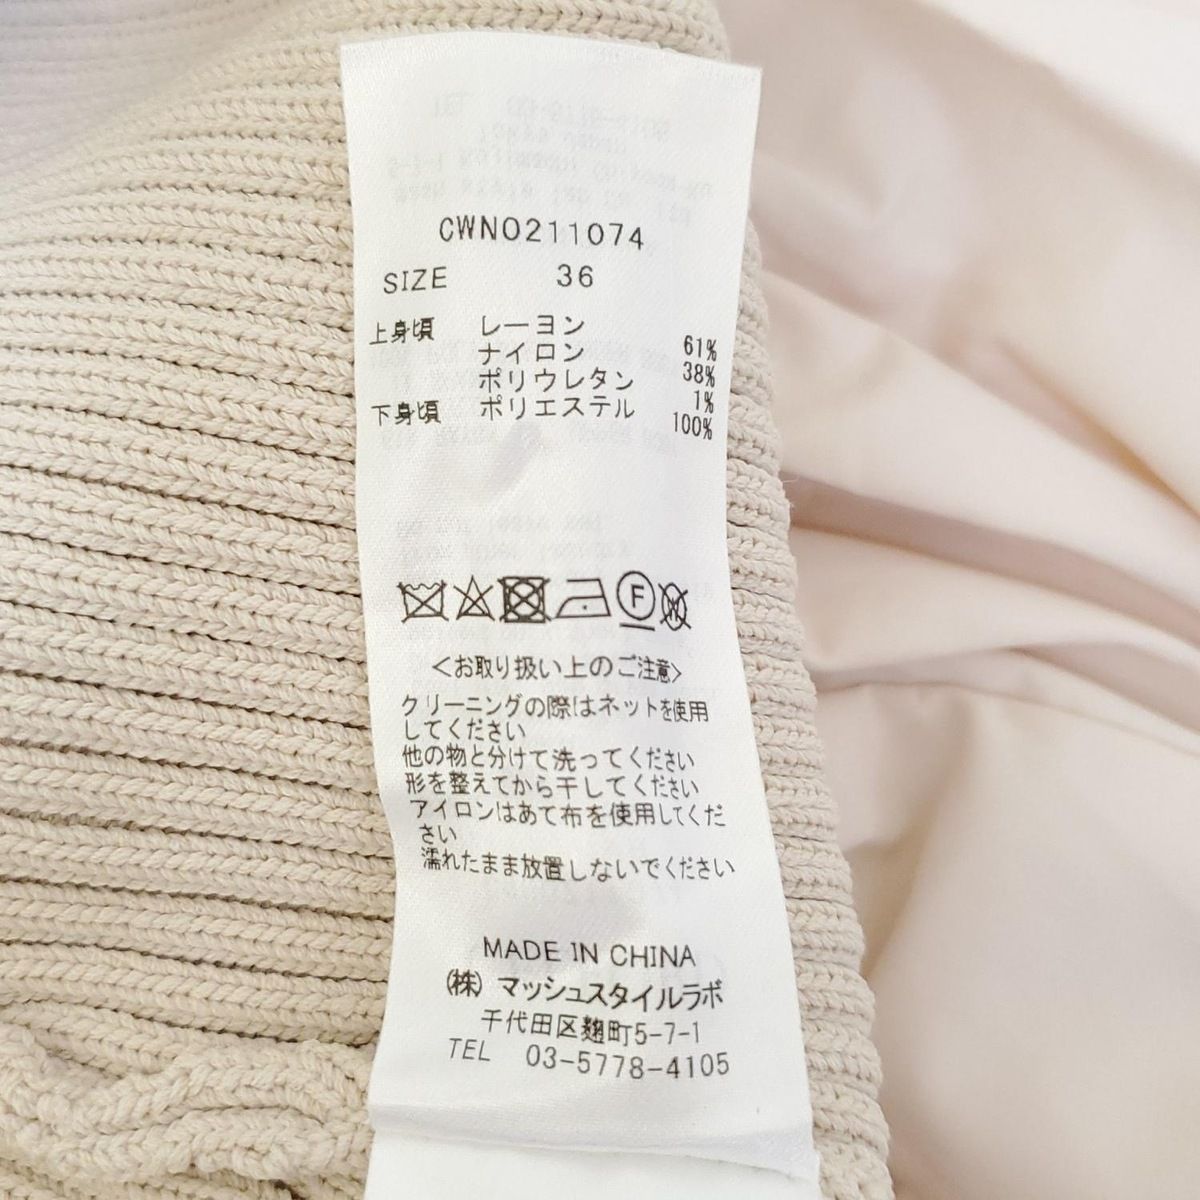 CWNO211074
SIZE 36
上身頃 レーヨン 61%
ナイロン 38%
ポリウレタン 1%
下身頃 ポリエステル 100%
F
W
<お取り扱い上のご注意>
クリーニングの際はネットを使用
してください
他の物と分けて洗ってください
形を整えてから干してください
アイロンはあて布を使用してくだ
さい
濡れたまま放置しないでください
MADE IN CHINA
(株) マッシュスタイルラボ
千代田区麹町5-7-1
TEL 03-5778-4105